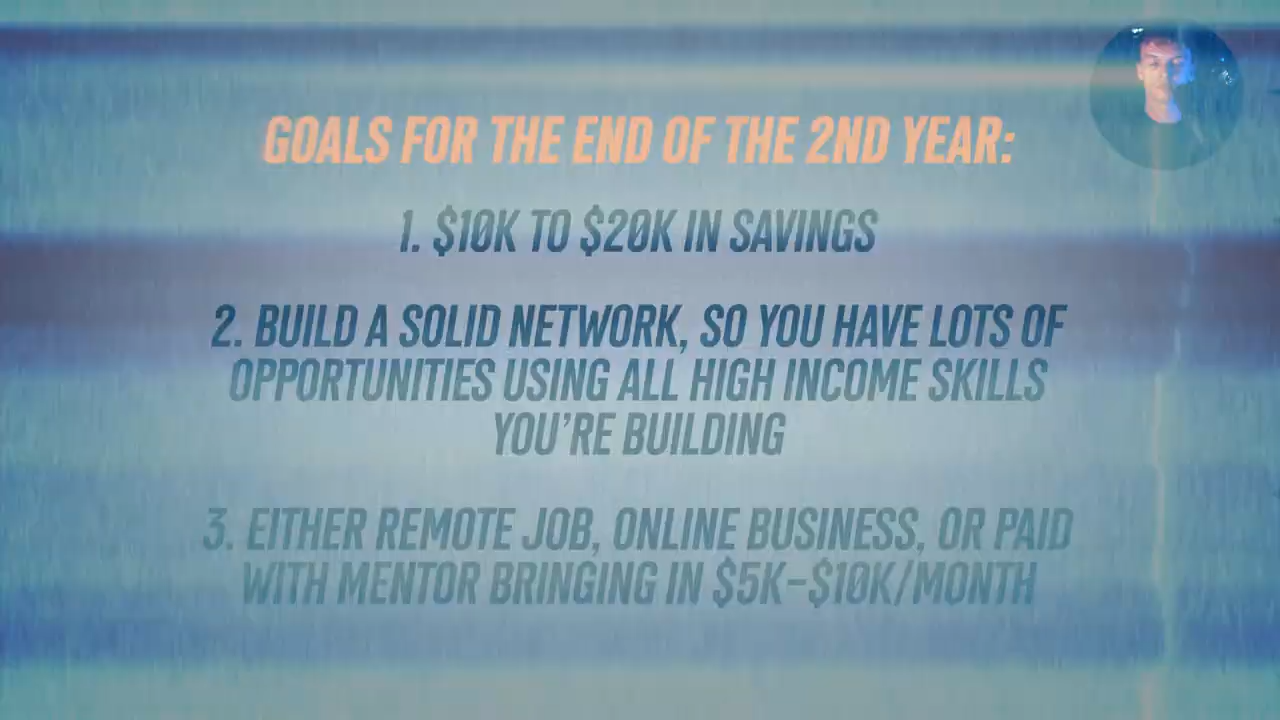 GOALS FOR THE END OF THE 2ND YEAR:
1. $10K TO $20K IN SAVINGS
2. BUILD A SOLID NETWORK, SO YOU HAVE LOTS OF
OPPORTUNITIES USING ALL HIGH INCOME SKILLS
YOU'RE BUILDING
3. EITHER REMOTE JOB, ONLINE BUSINESS, OR PAID
WITH MENTOR BRINGING IN $5K-$10K/MONTH